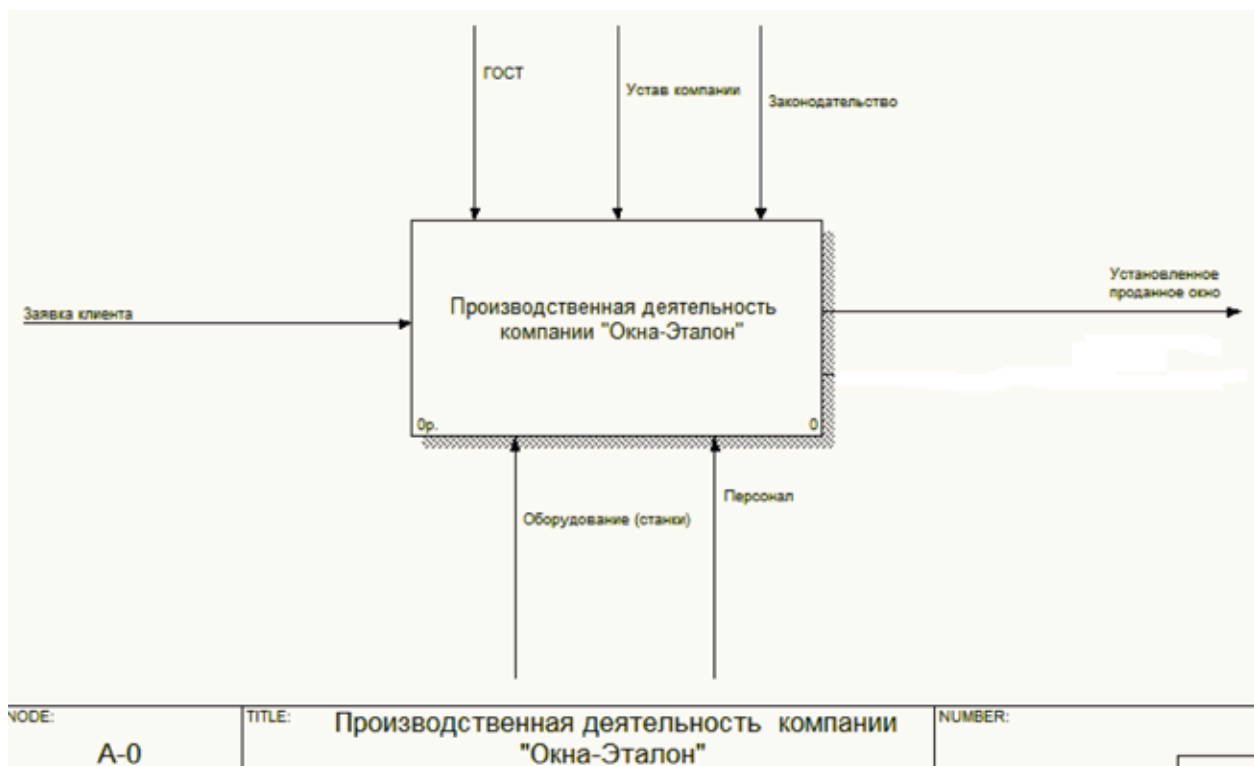 ГОСТ
Устав компании
Законодательство
Заявка клиента
Производственная деятельность
компании "Окна-Эталон"
Установленное
проданное окно
0р.
0
Оборудование (станки)
Персонал
NODE:
A-0
TITLE:
Производственная деятельность компании
"Окна-Эталон"
NUMBER: